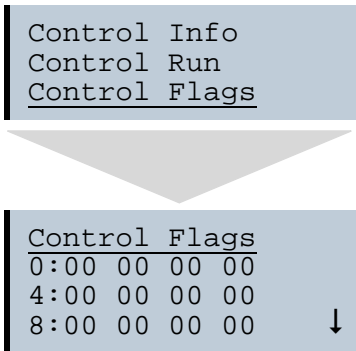 Control Info
Control Run
Control Flags
Control Flags
0:00 00 00 00
4:00 00 00 00
8:00 00 00 00 ↓